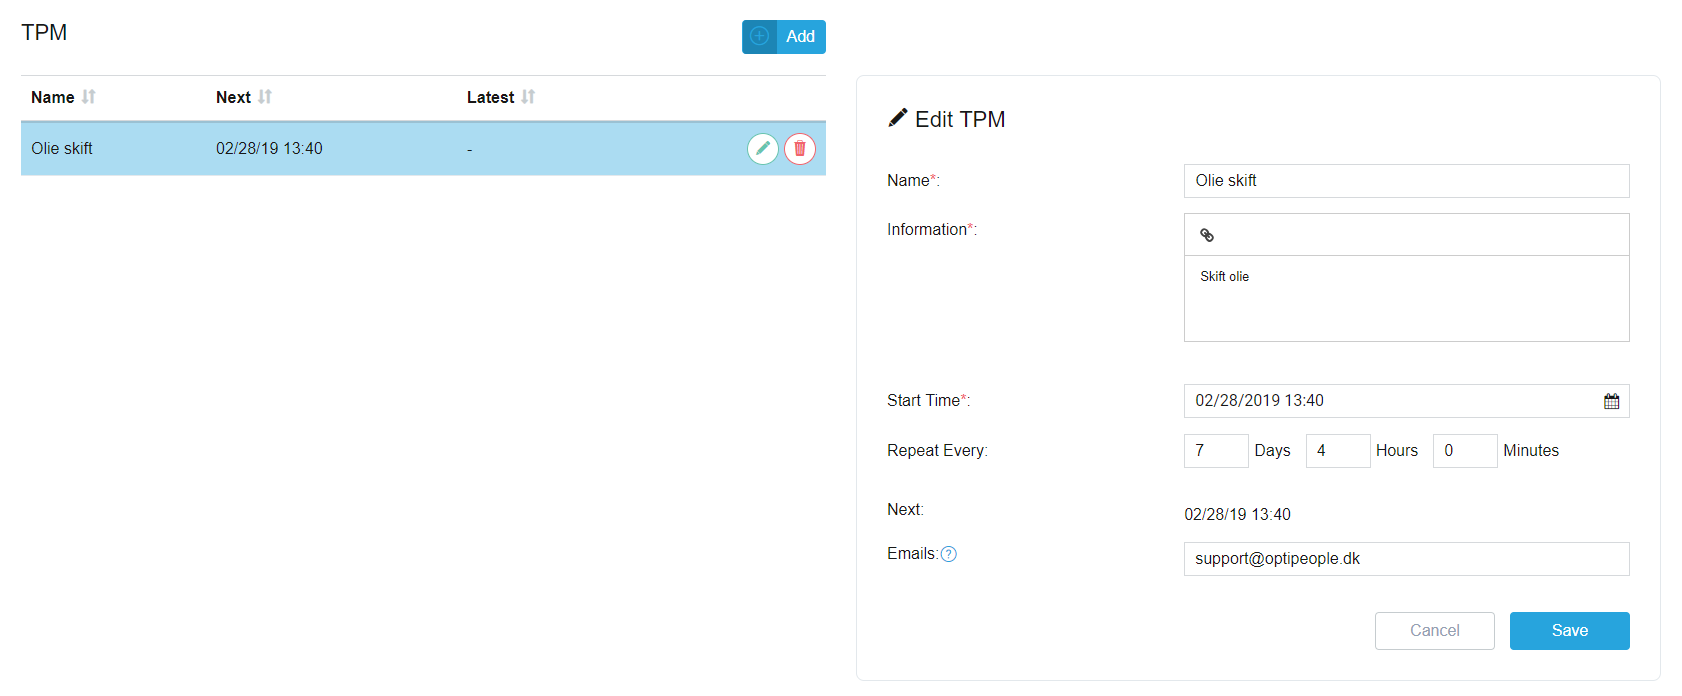 TPM
Add
Name Next Latest
Olie skift 02/28/19 13:40 -
Edit TPM
Name*: Olie skift
Information*:
Skift olie
Start Time*: 02/28/2019 13:40
Repeat Every: 7 Days 4 Hours 0 Minutes
Next: 02/28/19 13:40
Emails:? support@optipeople.dk
Cancel Save